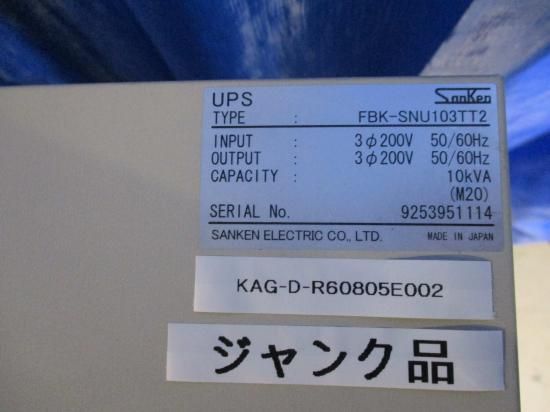 UPS SanKen
TYPE : FBK-SNU103TT2
INPUT : 3φ200V 50/60Hz
OUTPUT : 3φ200V 50/60Hz
CAPACITY : 10kVA
(M20)
SERIAL No. 9253951114
SANKEN ELECTRIC CO., LTD. MADE IN JAPAN
KAG-D-R60805E002
ジャンク品